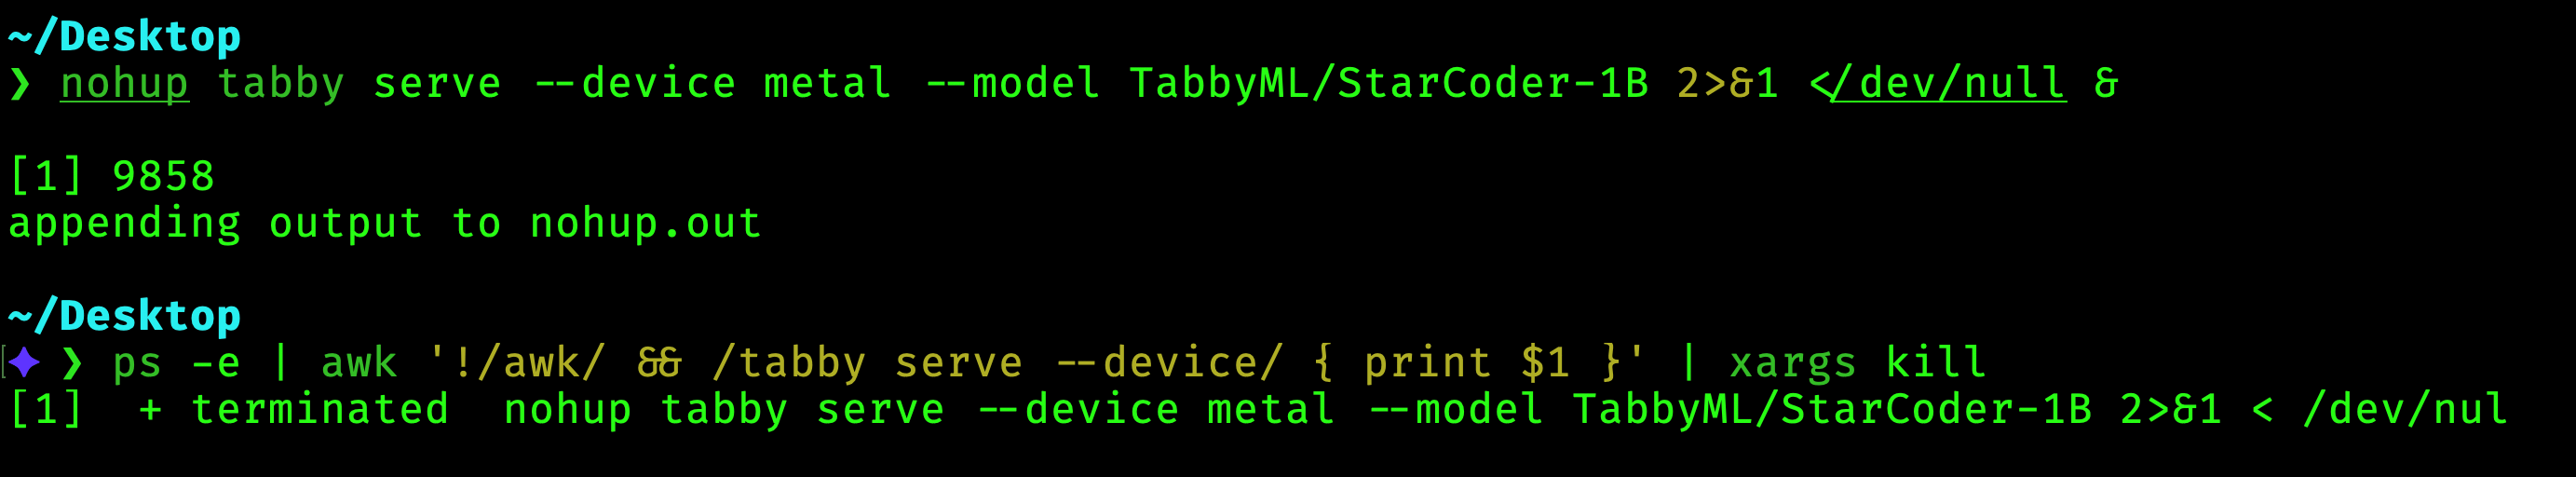 ~/Desktop
❯ nohup tabby serve --device metal --model TabbyML/StarCoder-1B 2>&1 </dev/null &
[1] 9858
appending output to nohup.out
~/Desktop
✦ ❯ ps -e | awk '!/awk/ && /tabby serve --device/ { print $1 }' | xargs kill
[1]  + terminated  nohup tabby serve --device metal --model TabbyML/StarCoder-1B 2>&1 < /dev/nul